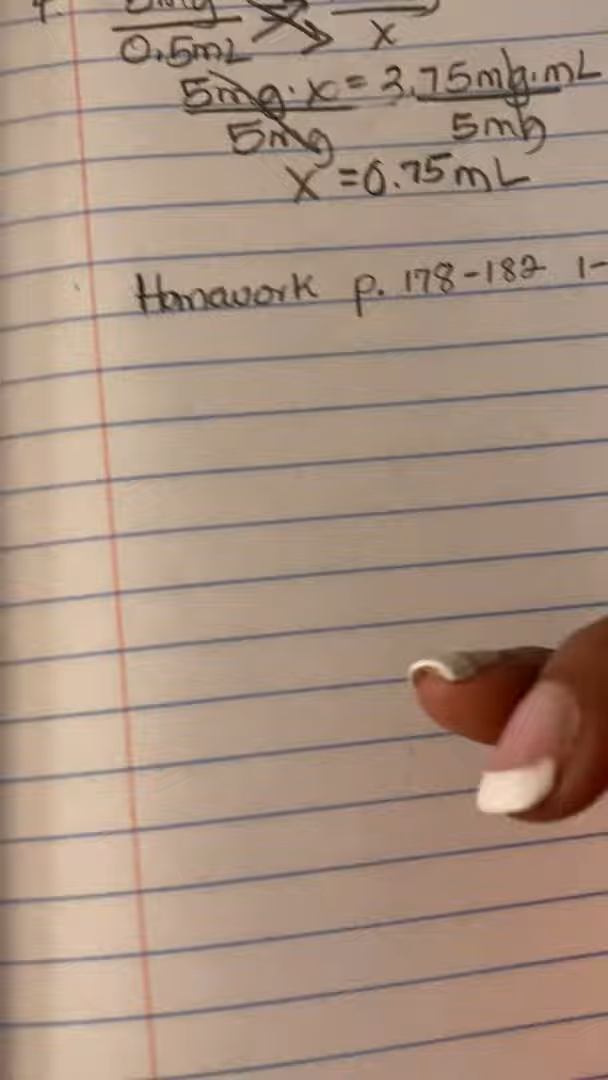 0.5mL x
5mg · x = 3.75mg·mL
5mg 5mg
x = 0.75mL
Homework p. 178-182 1-